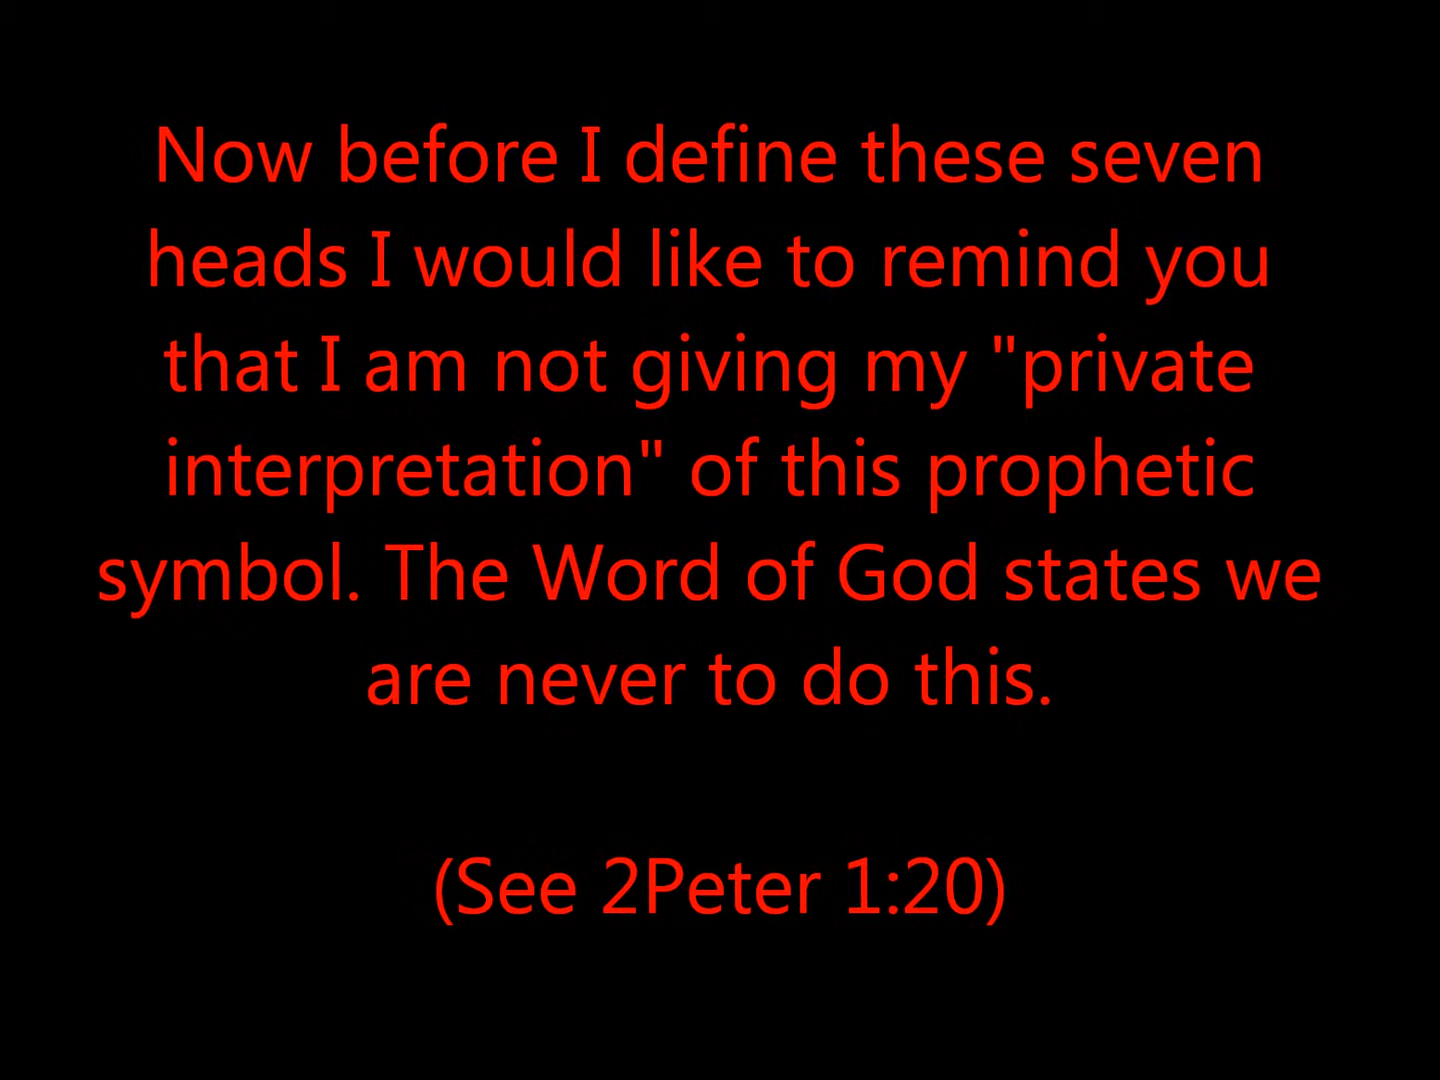 Now before I define these seven
heads I would like to remind you
that I am not giving my "private
interpretation" of this prophetic
symbol. The Word of God states we
are never to do this.
(See 2Peter 1:20)